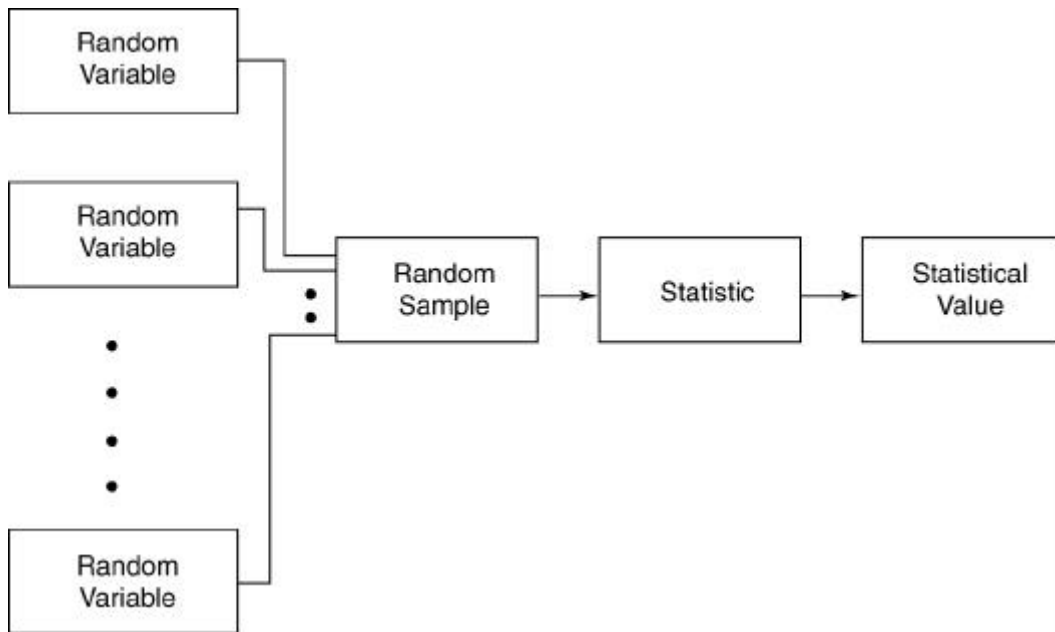 Random
Variable
Random
Variable
Random
Sample
Statistic
Statistical
Value
Random
Variable